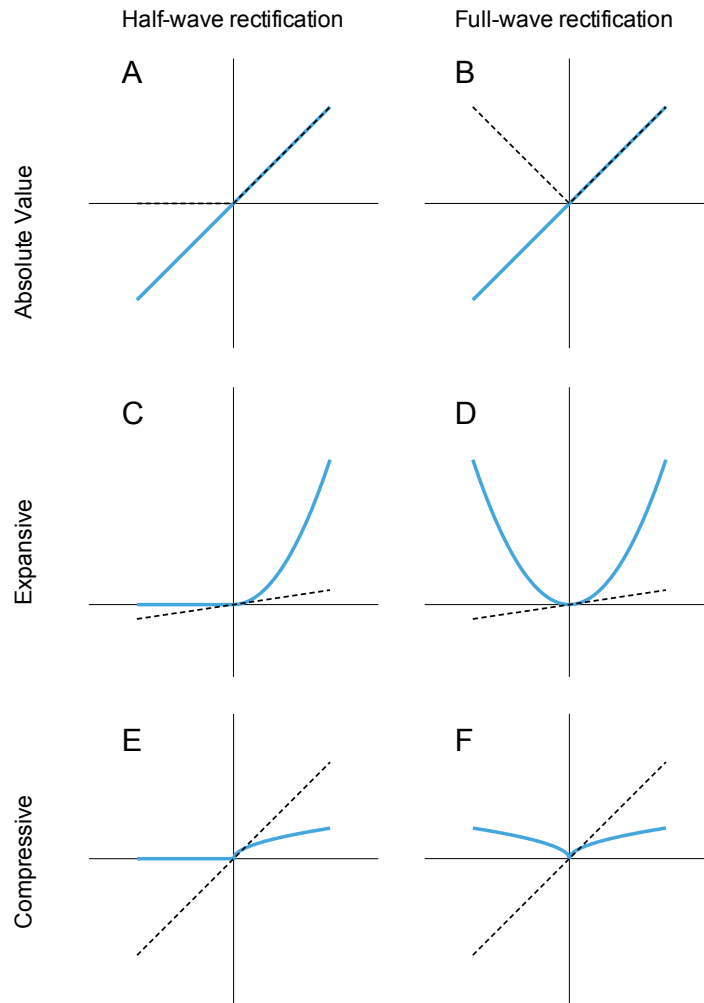 Half-wave rectification
Full-wave rectification
A
B
Absolute Value
C
D
Expansive
E
F
Compressive